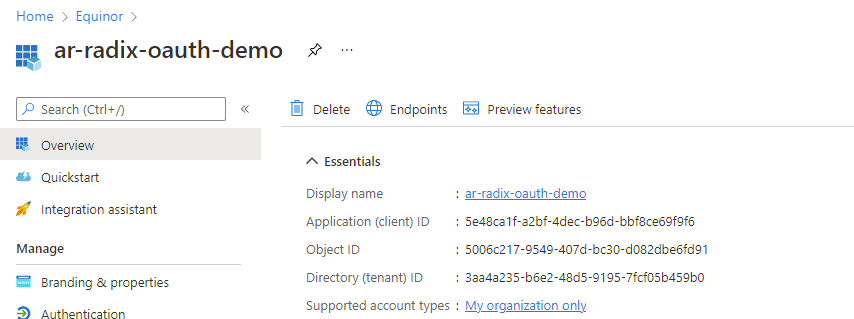 Home > Equinor >
ar-radix-oauth-demo ...
Search (Ctrl+/) «
Delete Endpoints Preview features
Overview
Quickstart
Integration assistant
Manage
Branding & properties
Authentication
Essentials
Display name : ar-radix-oauth-demo
Application (client) ID : 5e48ca1f-a2bf-4dec-b96d-bbf8ce69f9f6
Object ID : 5006c217-9549-407d-bc30-d082dbe6fd91
Directory (tenant) ID : 3aa4a235-b6e2-48d5-9195-7fcf05b459b0
Supported account types : My organization only